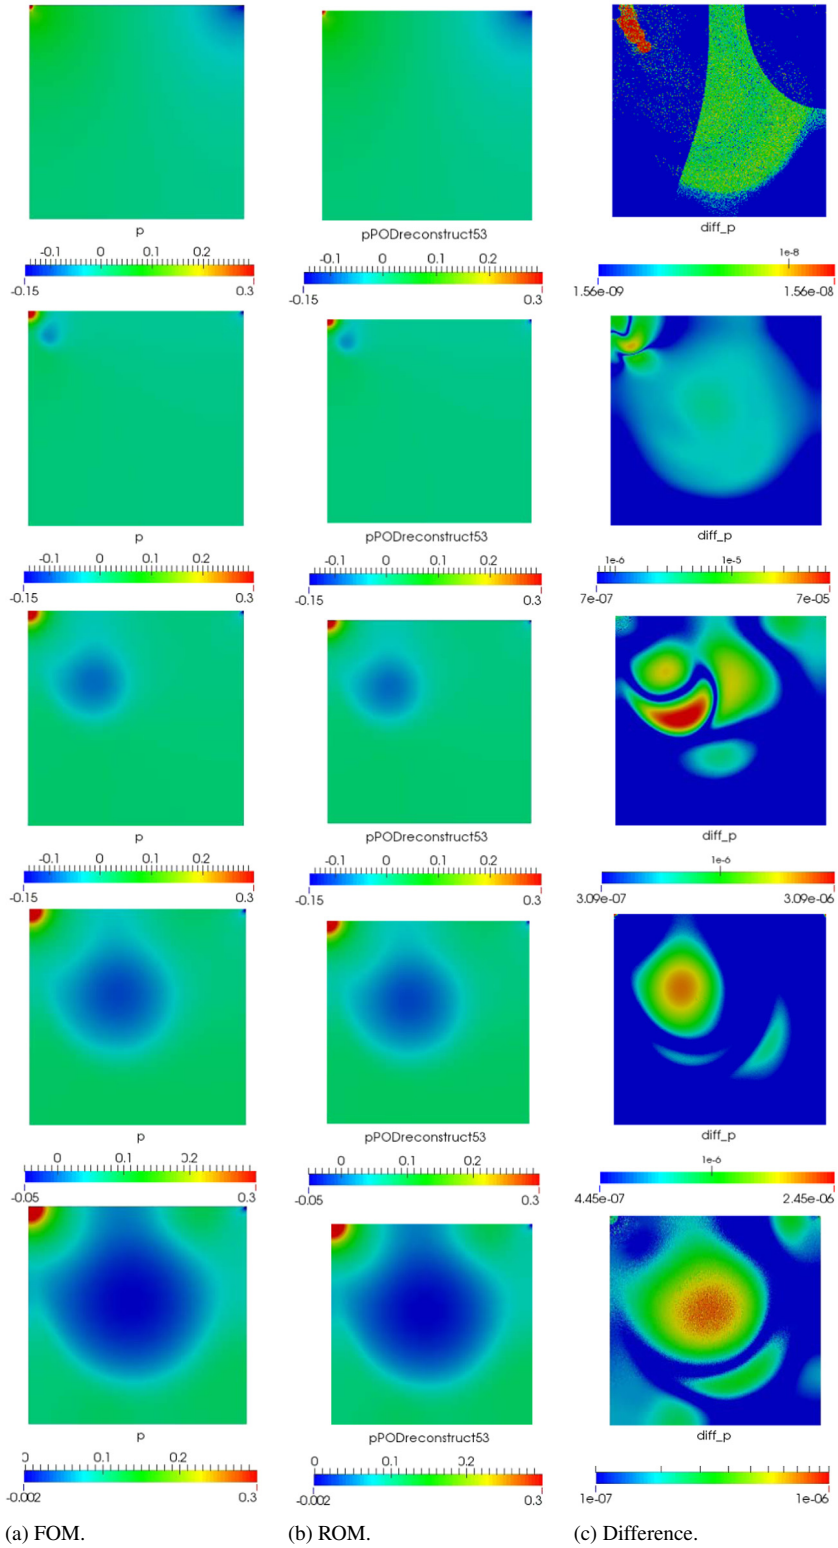 p
pPODreconstruct53
diff_p
-0.1 0 0.1 0.2
-0.15 0.3
-0.1 0 0.1 0.2
-0.15 0.3
1e-8
1.56e-09 1.56e-08
p
pPODreconstruct53
diff_p
-0.1 0 0.1 0.2
-0.15 0.3
-0.1 0 0.1 0.2
-0.15 0.3
1e-6 1e-5
7e-07 7e-05
p
pPODreconstruct53
diff_p
-0.1 0 0.1 0.2
-0.15 0.3
-0.1 0 0.1 0.2
-0.15 0.3
1e-6
3.09e-07 3.09e-06
p
pPODreconstruct53
diff_p
0 0.1 0.2
-0.05 0.3
0 0.1 0.2
-0.05 0.3
1e-6
4.45e-07 2.45e-06
p
pPODreconstruct53
diff_p
0 0.1 0.2
-0.002 0.3
0 0.1 0.2
-0.002 0.3
1e-07 1e-06
(a) FOM.
(b) ROM.
(c) Difference.